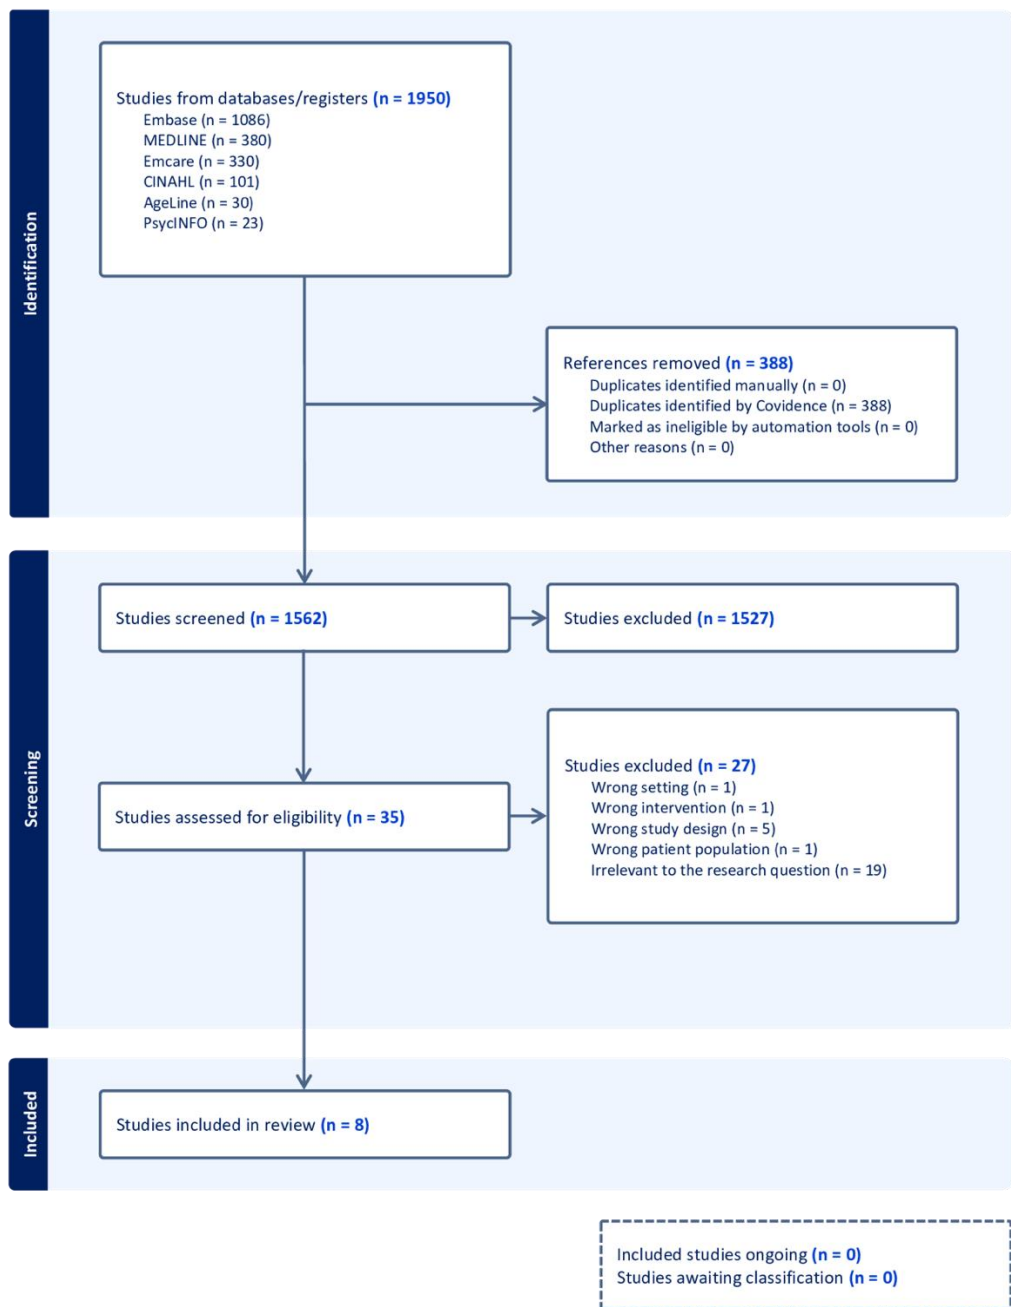 Identification
Studies from databases/registers (n = 1950)
Embase (n = 1086)
MEDLINE (n = 380)
Emcare (n = 330)
CINAHL (n = 101)
AgeLine (n = 30)
PsycINFO (n = 23)
References removed (n = 388)
Duplicates identified manually (n = 0)
Duplicates identified by Covidence (n = 388)
Marked as ineligible by automation tools (n = 0)
Other reasons (n = 0)
Screening
Studies screened (n = 1562)
Studies excluded (n = 1527)
Studies assessed for eligibility (n = 35)
Studies excluded (n = 27)
Wrong setting (n = 1)
Wrong intervention (n = 1)
Wrong study design (n = 5)
Wrong patient population (n = 1)
Irrelevant to the research question (n = 19)
Included
Studies included in review (n = 8)
Included studies ongoing (n = 0)
Studies awaiting classification (n = 0)